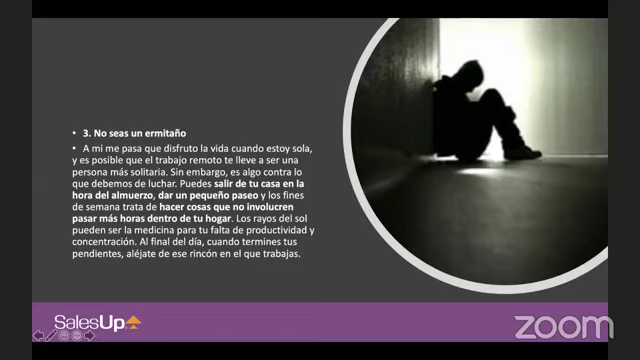 • 3. No seas un ermitaño
• A mi me pasa que disfruto la vida cuando estoy sola,
y es posible que el trabajo remoto te lleve a ser una
persona más solitaria. Sin embargo, es algo contra lo
que debemos de luchar. Puedes salir de tu casa en la
hora del almuerzo, dar un pequeño paseo y los fines
de semana trata de hacer cosas que no involucren
pasar más horas dentro de tu hogar. Los rayos del sol
pueden ser la medicina para tu falta de productividad y
concentración. Al final del día, cuando termines tus
pendientes, aléjate de ese rincón en el que trabajas.
SalesUp
zoom